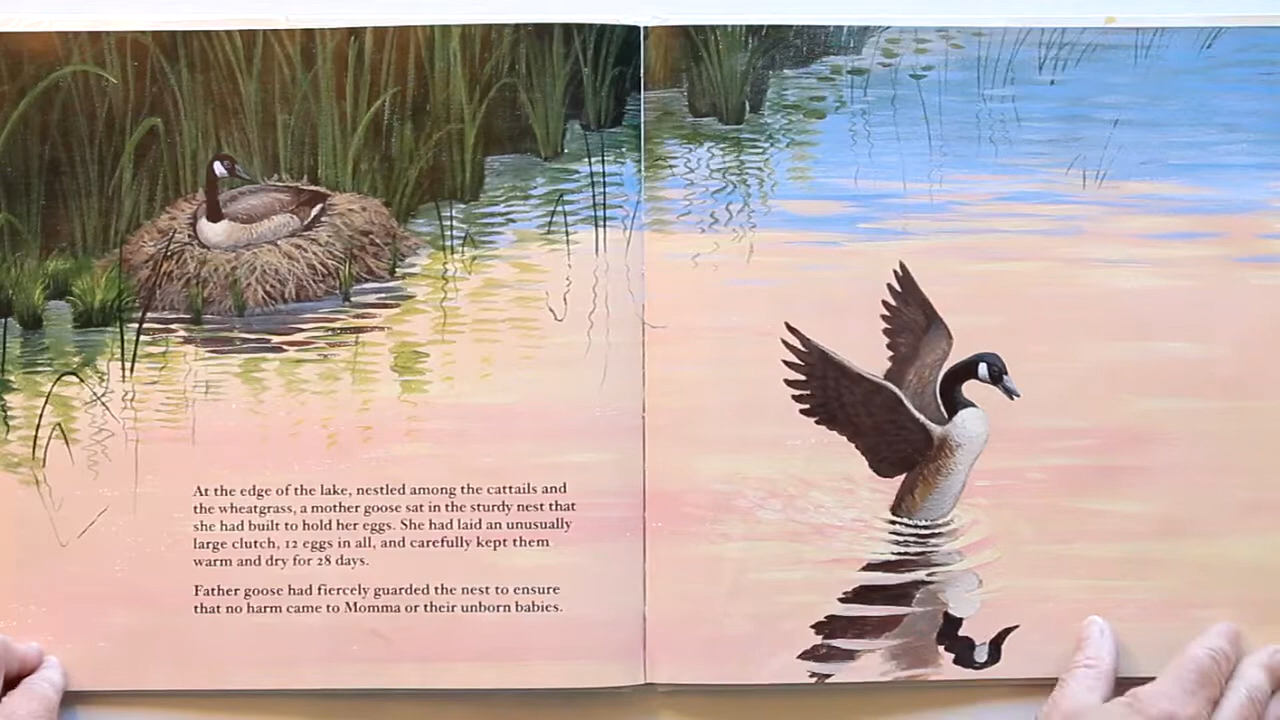 At the edge of the lake, nestled among the cattails and
the wheatgrass, a mother goose sat in the sturdy nest that
she had built to hold her eggs. She had laid an unusually
large clutch, 12 eggs in all, and carefully kept them
warm and dry for 28 days.
Father goose had fiercely guarded the nest to ensure
that no harm came to Momma or their unborn babies.